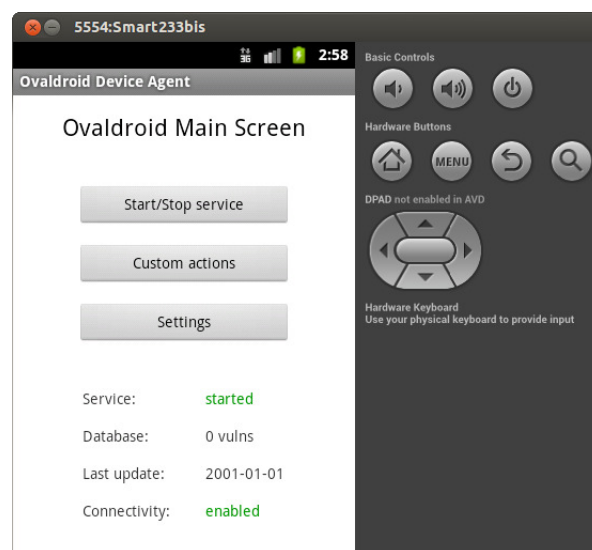 5554:Smart233bis
3G 2:58
Ovaldroid Device Agent
Ovaldroid Main Screen
Start/Stop service
Custom actions
Settings
Service: started
Database: 0 vulns
Last update: 2001-01-01
Connectivity: enabled
Basic Controls
Hardware Buttons
MENU
DPAD not enabled in AVD
Hardware Keyboard
Use your physical keyboard to provide input